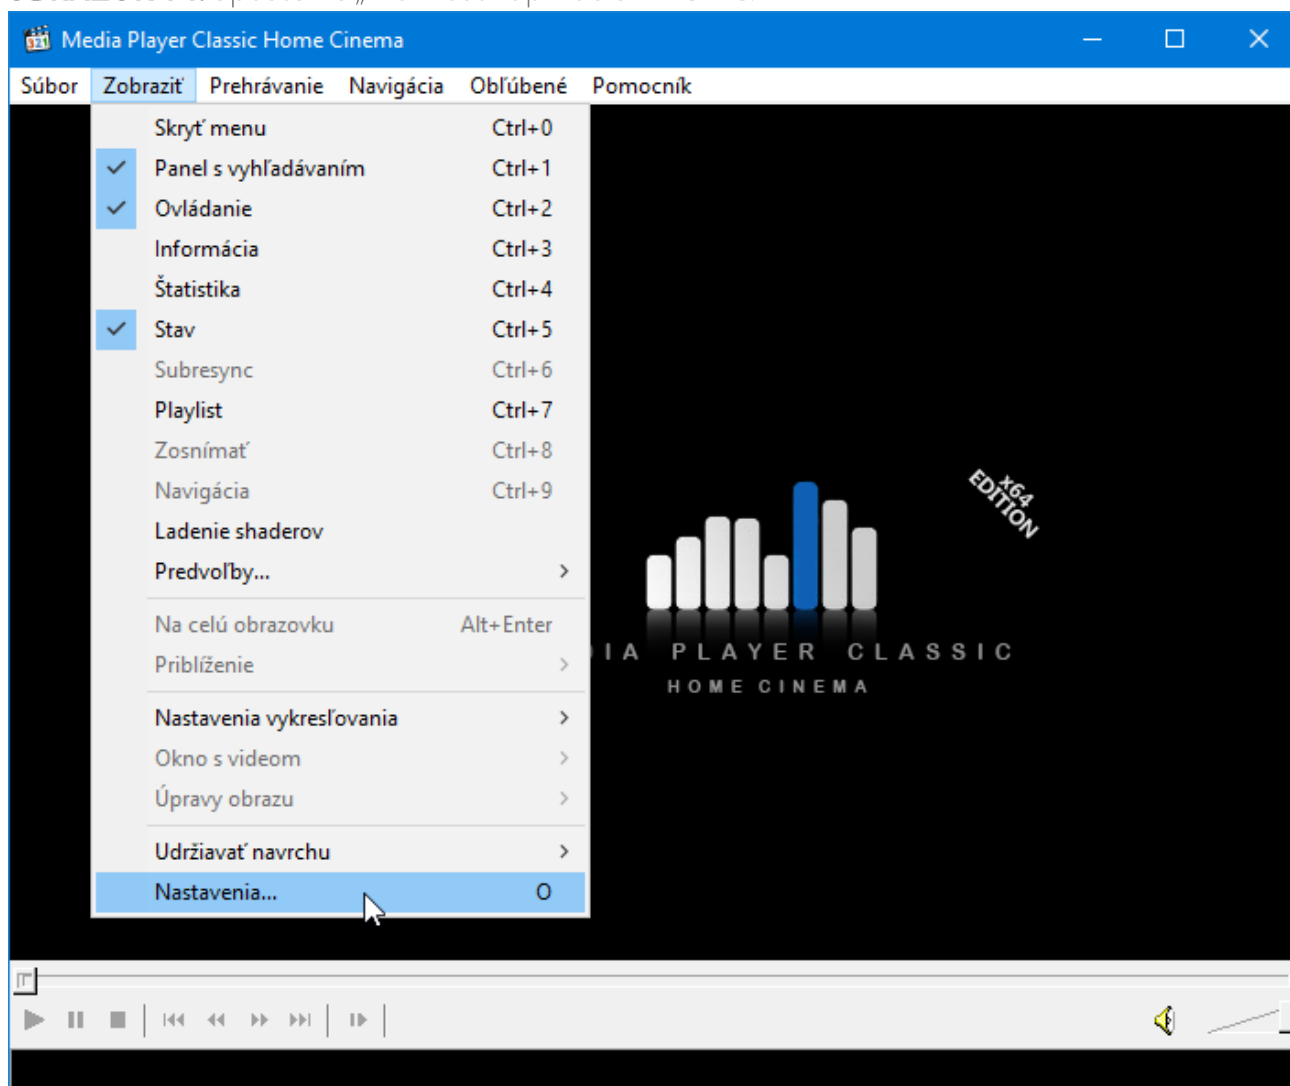 Media Player Classic Home Cinema
Súbor Zobraziť Prehrávanie Navigácia Obľúbené Pomocník
Skryť menu Ctrl+0
Panel s vyhľadávaním Ctrl+1
Ovládanie Ctrl+2
Informácia Ctrl+3
Štatistika Ctrl+4
Stav Ctrl+5
Subresync Ctrl+6
Playlist Ctrl+7
Zosnímať Ctrl+8
Navigácia Ctrl+9
Ladenie shaderov
Predvoľby...
Na celú obrazovku Alt+Enter
Priblíženie
Nastavenia vykresľovania
Okno s videom
Úpravy obrazu
Udržiavať navrchu
Nastavenia... O
x64
EDITION
IA PLAYER CLASSIC
HOME CINEMA